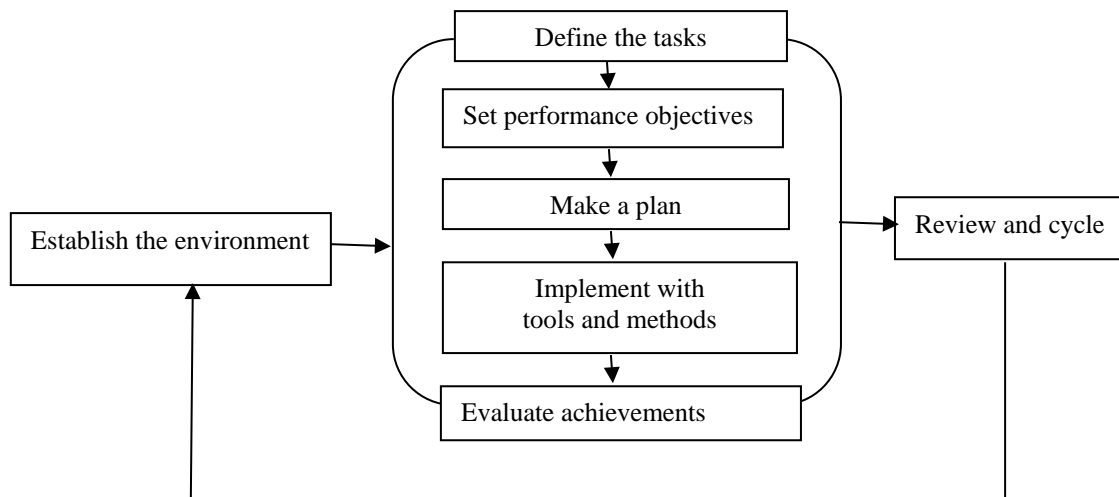 Define the tasks
Set performance objectives
Make a plan
Establish the environment
Review and cycle
Implement with
tools and methods
Evaluate achievements